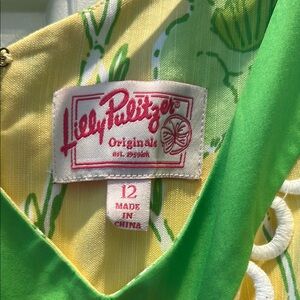 Lilly Pulitzer®
Originals
est. 1959ish
12
MADE
IN
CHINA